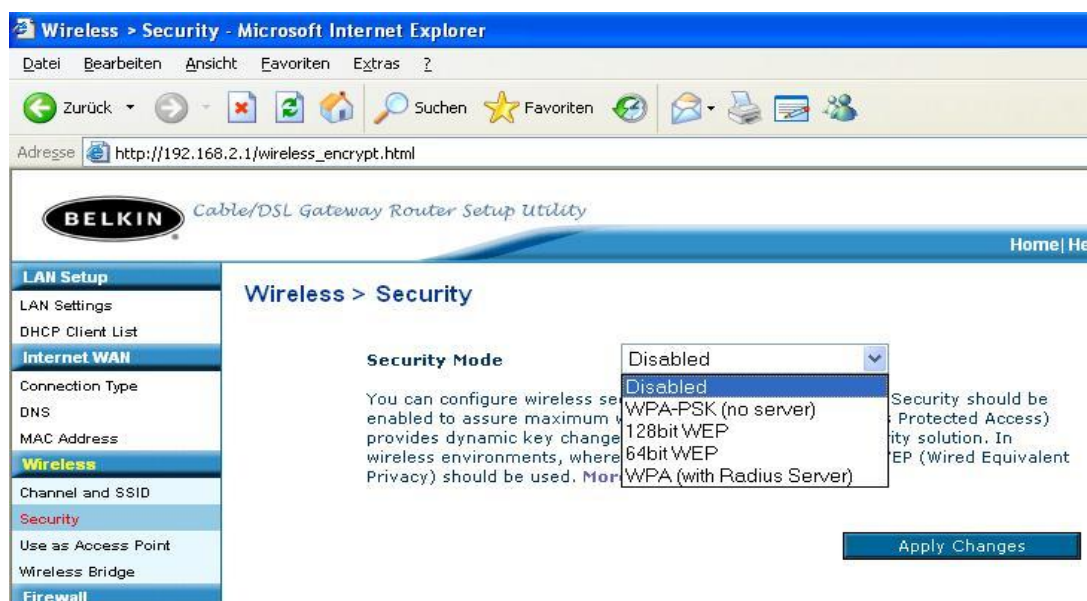 Wireless > Security - Microsoft Internet Explorer
Datei Bearbeiten Ansicht Favoriten Extras ?
Zurück Suchen Favoriten
Adresse http://192.168.2.1/wireless_encrypt.html
BELKIN Cable/DSL Gateway Router Setup Utility
Home|
LAN Setup
LAN Settings
DHCP Client List
Internet WAN
Connection Type
DNS
MAC Address
Wireless
Channel and SSID
Security
Use as Access Point
Wireless Bridge
Firewall
Wireless > Security
Security Mode Disabled
Disabled
WPA-PSK (no server)
128bit WEP
64bit WEP
WPA (with Radius Server)
You can configure wireless Security should be
enabled to assure maximum Protected Access)
provides dynamic key change solution. In
wireless environments, where (Wired Equivalent
Privacy) should be used.
Apply Changes